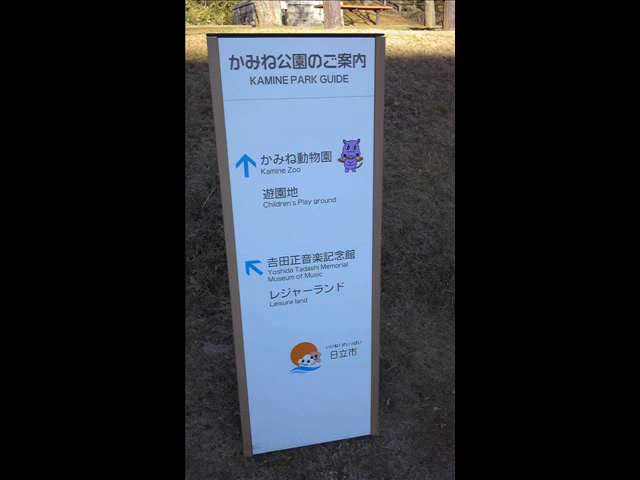 かみね公園のご案内
KAMINE PARK GUIDE
かみね動物園
Kamine Zoo
遊園地
Children's Play ground
吉田正音楽記念館
Yoshida Tadashi Memorial
Museum of Music
レジャーランド
Leisure land
日立市